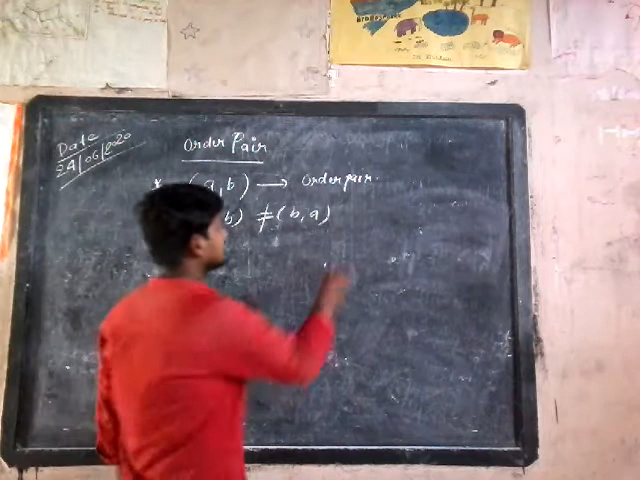 Date
24/06/2020
Order Pair
(a,b) → Order pair.
b) ≠ (b, a)